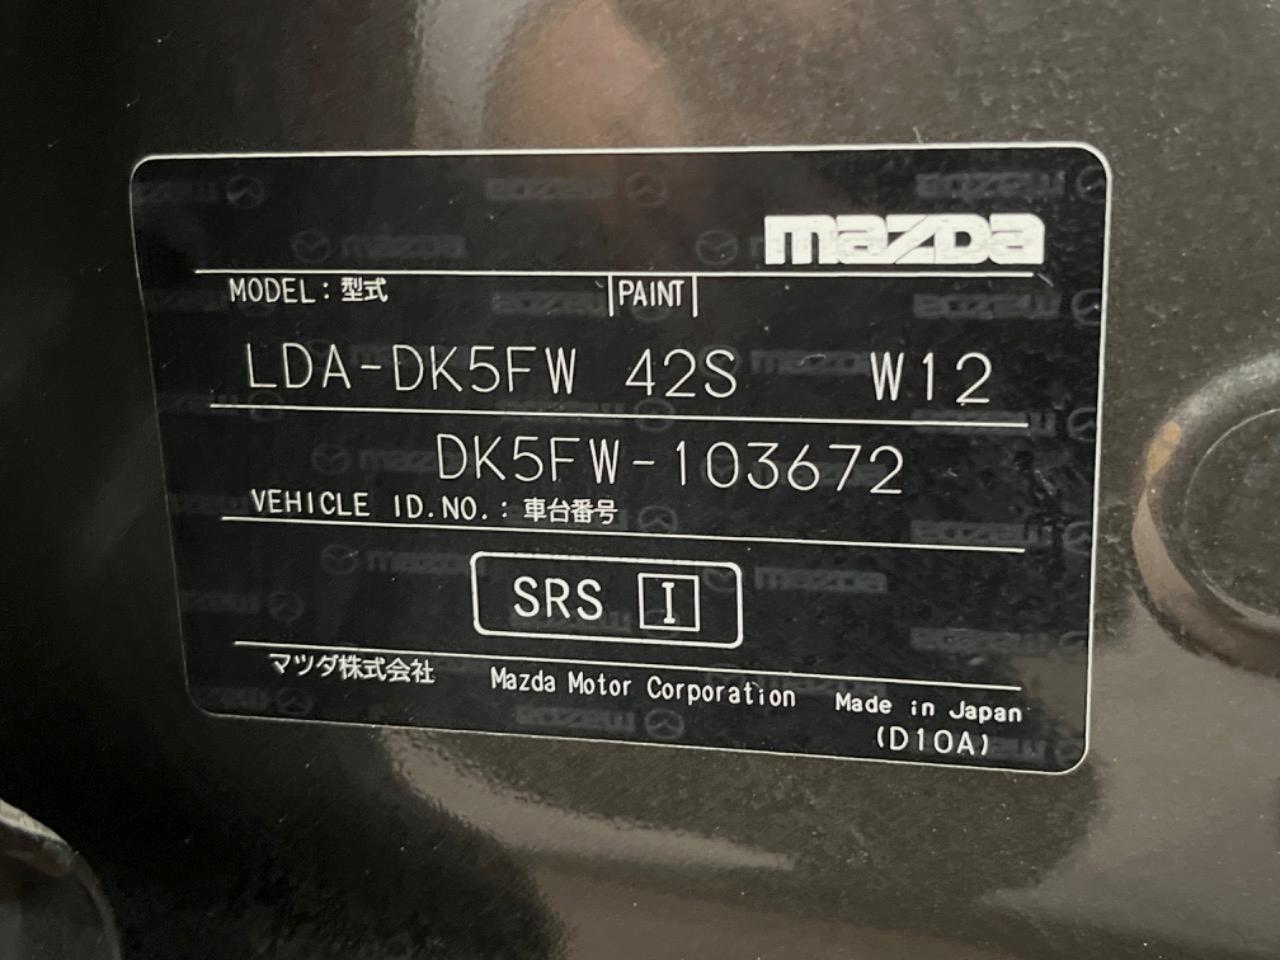 mazda
MODEL: 型式 PAINT
LDA-DK5FW 42S W12
DK5FW-103672
VEHICLE ID.NO.: 車台番号
SRS I
マツダ株式会社 Mazda Motor Corporation Made in Japan
(D10A)